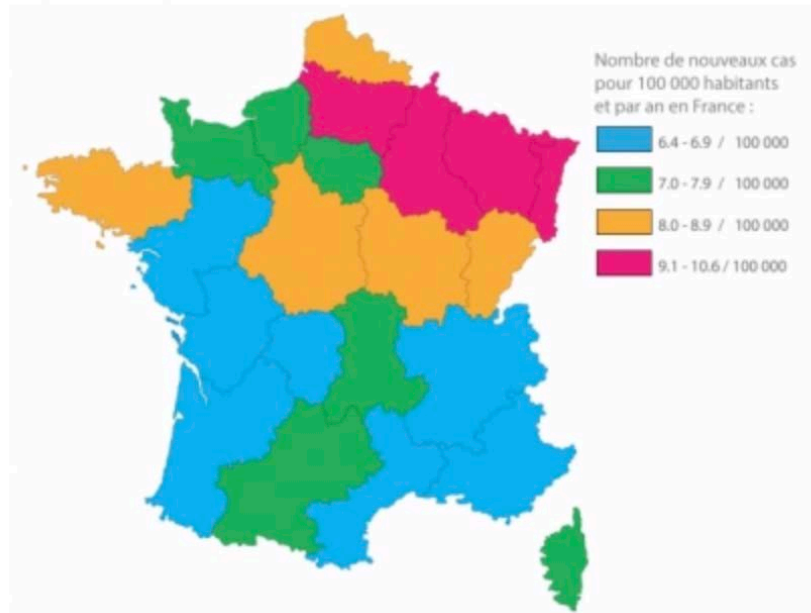 Nombre de nouveaux cas
pour 100 000 habitants
et par an en France :
6.4 - 6.9 / 100 000
7.0 - 7.9 / 100 000
8.0 - 8.9 / 100 000
9.1 - 10.6 / 100 000